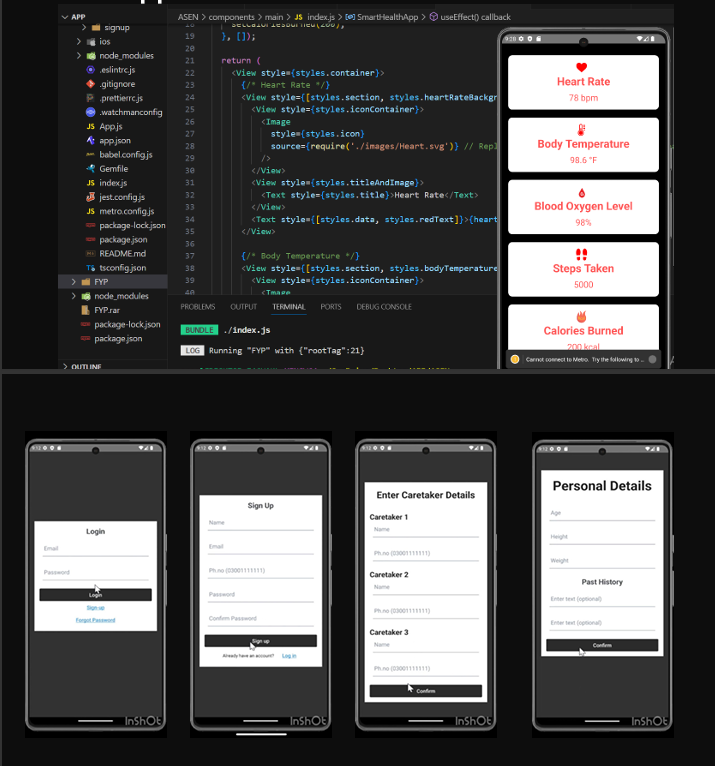 APP
signup
ios
node_modules
.eslintrc.js
.gitignore
.prettierrc.js
.watchmanconfig
App.js
app.json
babel.config.js
Gemfile
index.js
jest.config.js
metro.config.js
package-lock.json
package.json
README.md
tsconfig.json
FYP
node_modules
FYP.rar
package-lock.json
package.json
OUTLINE
ASEN > components > main > JS index.js > SmartHealthApp > useEffect() callback
18 setCaloriesBurned(200);
19 }, []);
20
21 return (
22 <View style={styles.container}>
23 {/* Heart Rate */}
24 <View style={[styles.section, styles.heartRateBackgr
25 <View style={styles.iconContainer}>
26 <Image
27 style={styles.icon}
28 source={require('./images/Heart.svg')} // Repl
29 />
30 </View>
31 <View style={styles.titleAndImage}>
32 <Text style={styles.title}>Heart Rate</Text>
33 </View>
34 <Text style={[styles.data, styles.redText]}>{heart
35 </View>
36
37 {/* Body Temperature */}
38 <View style={[styles.section, styles.bodyTemperature
39 <View style={styles.iconContainer}>
40 <Image
PROBLEMS OUTPUT TERMINAL PORTS DEBUG CONSOLE
BUNDLE ./index.js
LOG Running "FYP" with {"rootTag":21}
9:28
Heart Rate
78 bpm
Body Temperature
98.6 °F
Blood Oxygen Level
98%
Steps Taken
5000
Calories Burned
200 kcal
Cannot connect to Metro. Try the following to ...
9:12
Login
Email
Password
Login
Sign up
Forgot Password
InShOt
9:12
Sign Up
Name
Email
Ph.no (03001111111)
Password
Confirm Password
Sign up
Already have an account? Log in
InShOt
9:12
Enter Caretaker Details
Caretaker 1
Name
Ph.no (03001111111)
Caretaker 2
Name
Ph.no (03001111111)
Caretaker 3
Name
Ph.no (03001111111)
Confirm
InShOt
9:12
Personal Details
Age
Height
Weight
Past History
Enter text (optional)
Enter text (optional)
Confirm
InShOt